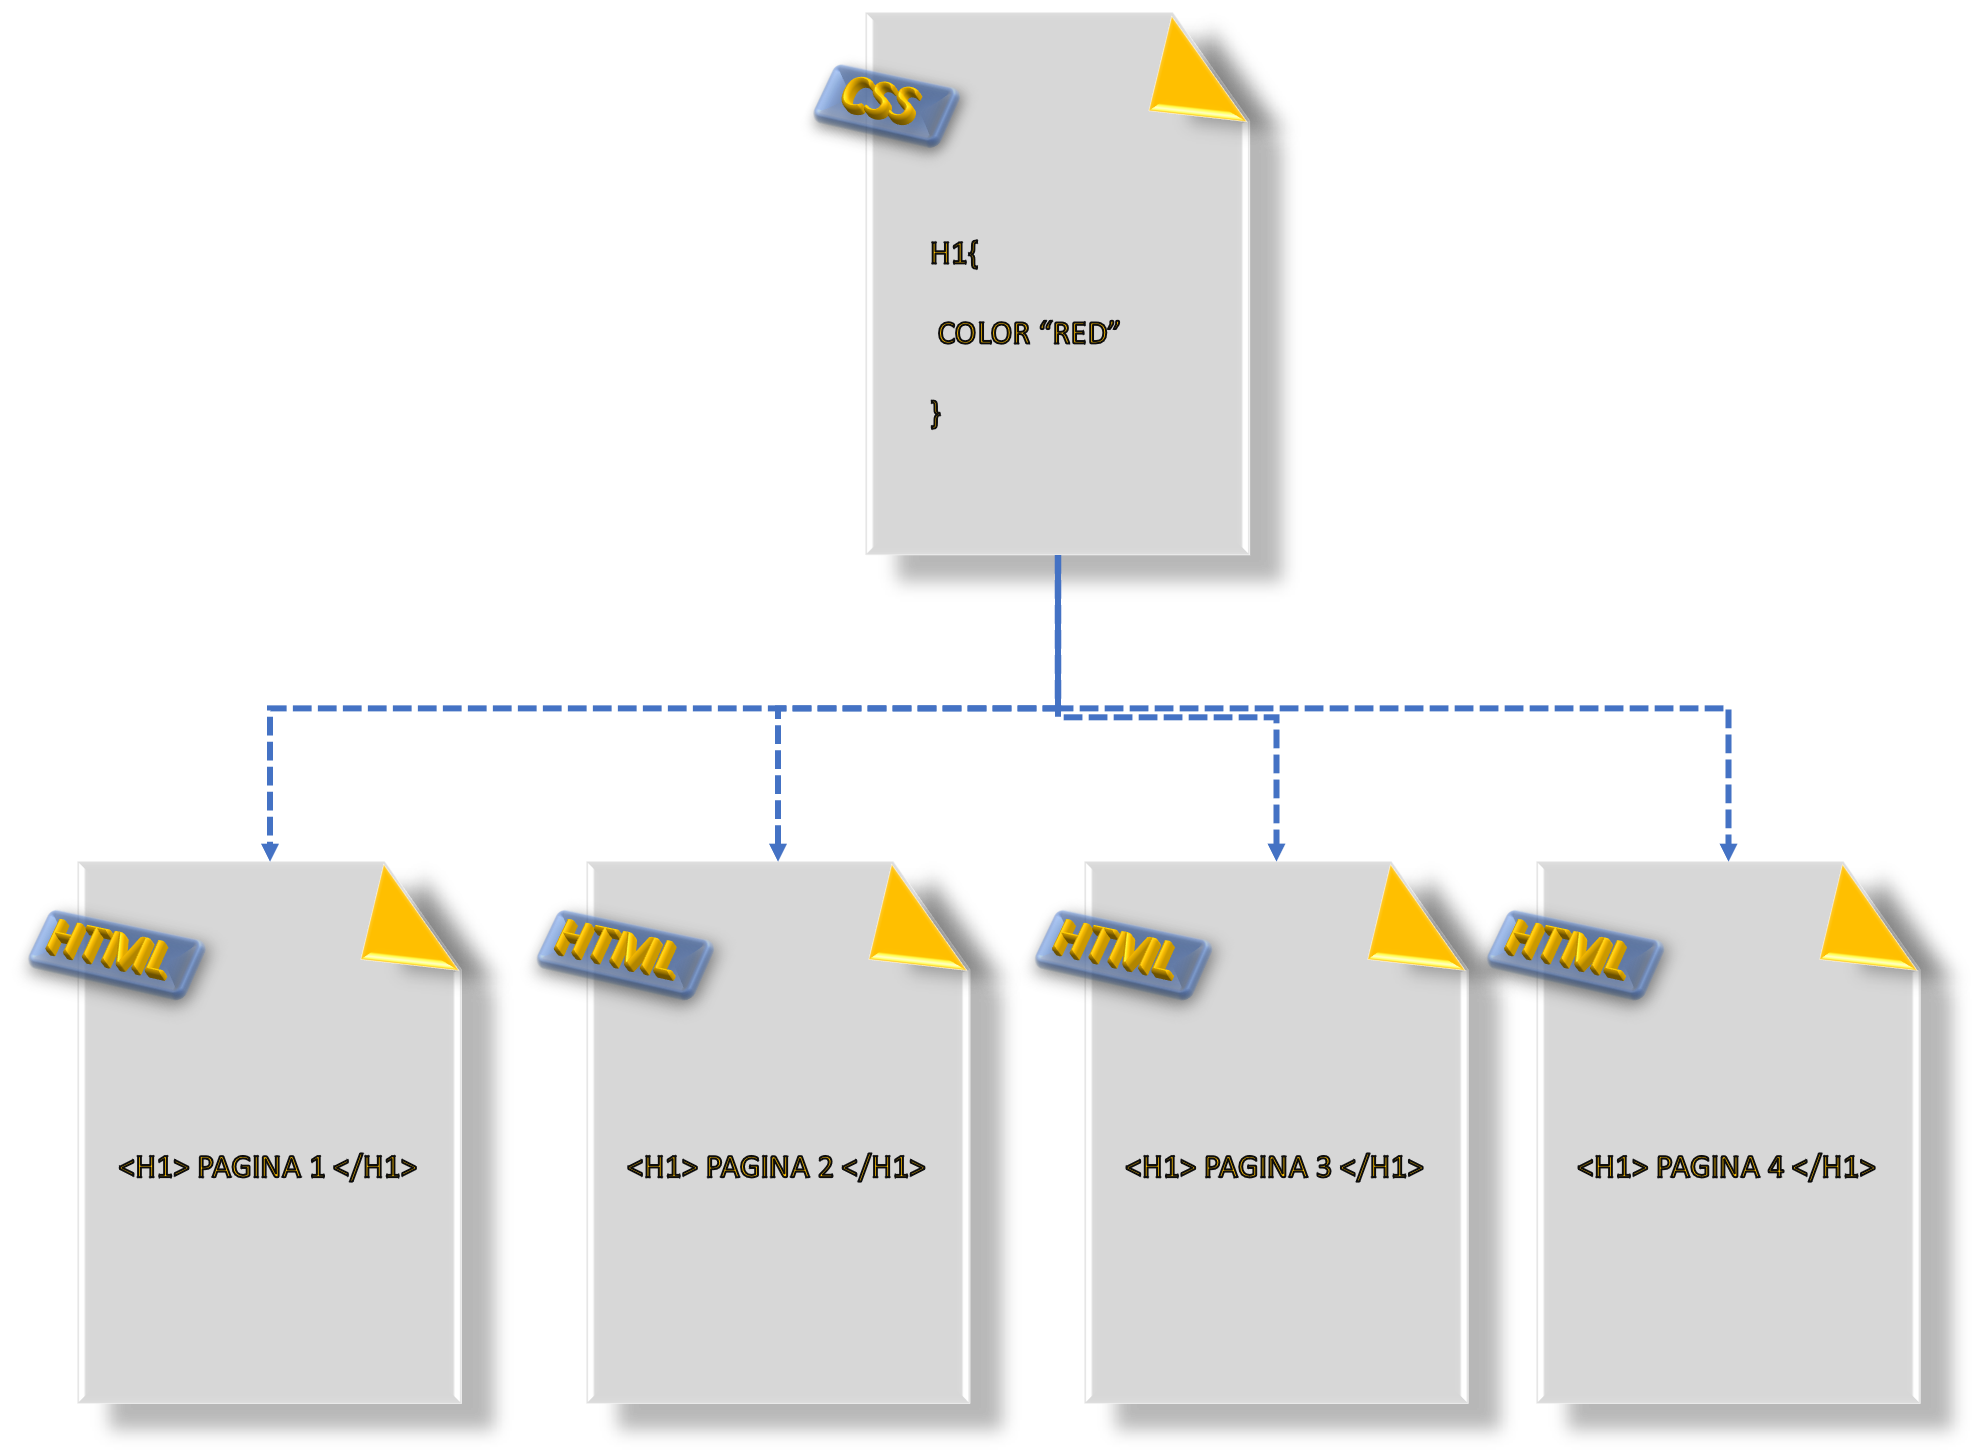 CSS
H1{
COLOR “RED”
}
HTML
HTML
HTML
HTML
<H1> PAGINA 1 </H1>
<H1> PAGINA 2 </H1>
<H1> PAGINA 3 </H1>
<H1> PAGINA 4 </H1>